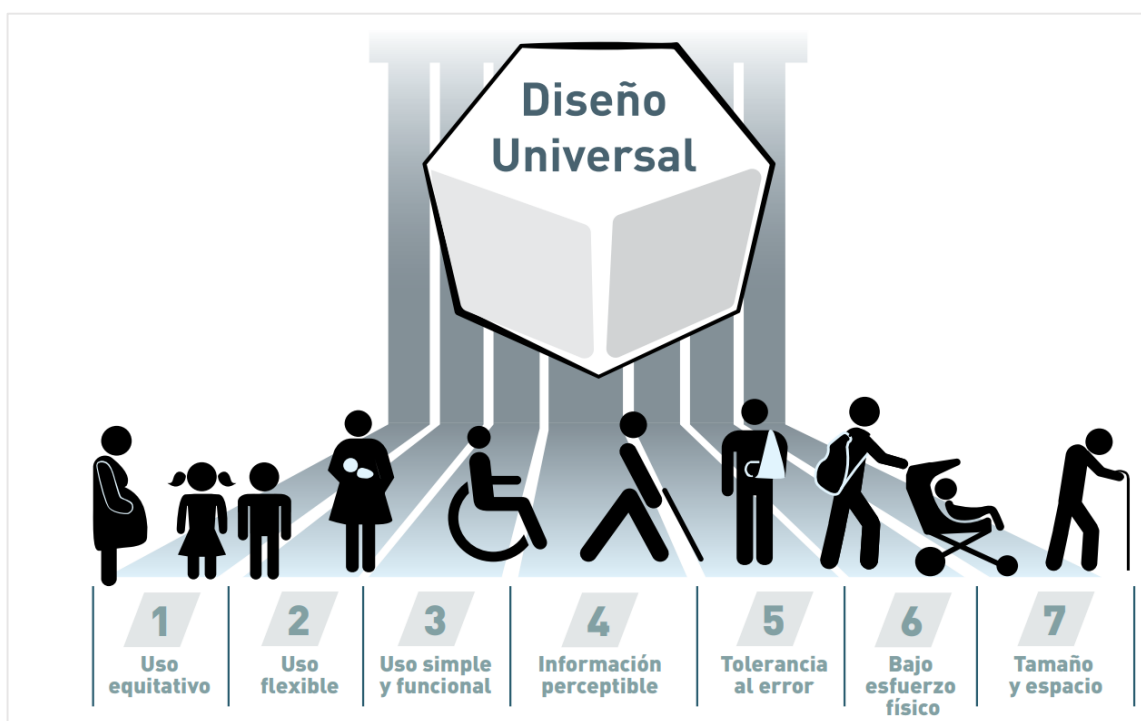 Diseño
Universal
1
Uso
equitativo
2
Uso
flexible
3
Uso simple
y funcional
4
Información
perceptible
5
Tolerancia
al error
6
Bajo
esfuerzo
físico
7
Tamaño
y espacio